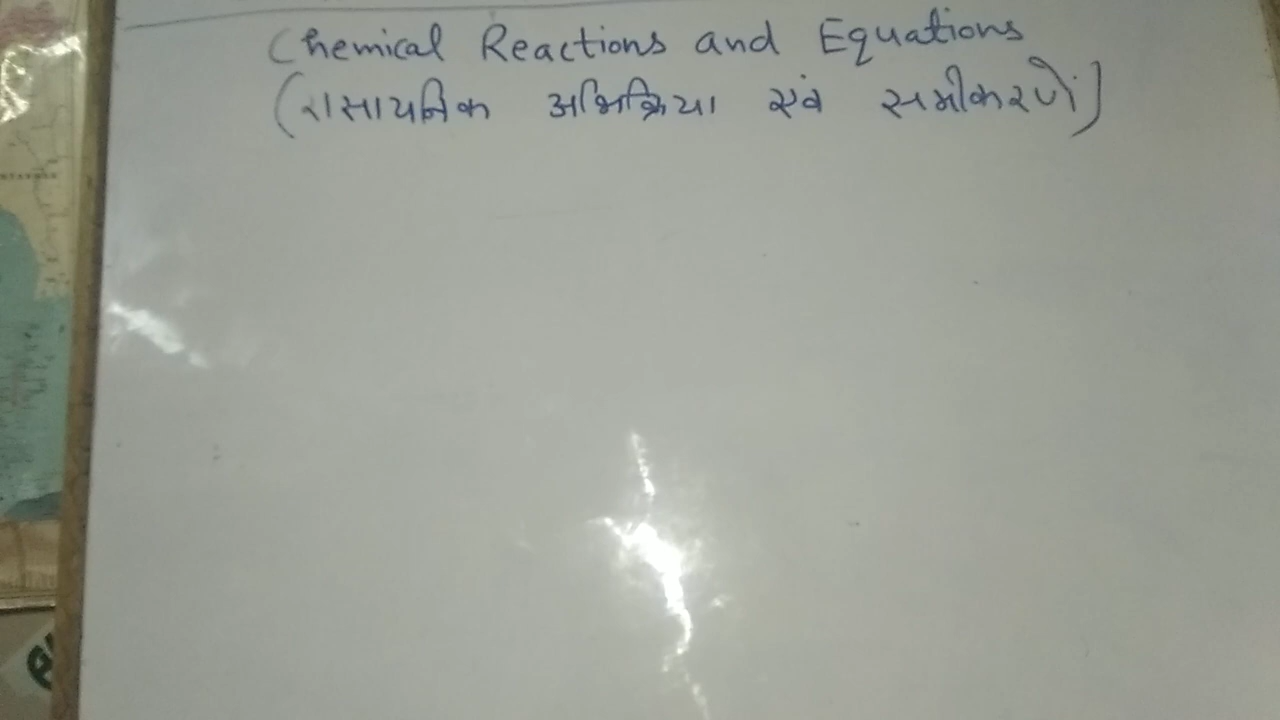 Chemical Reactions and Equations
(रासायनिक अभिक्रिया एवं समीकरणें)